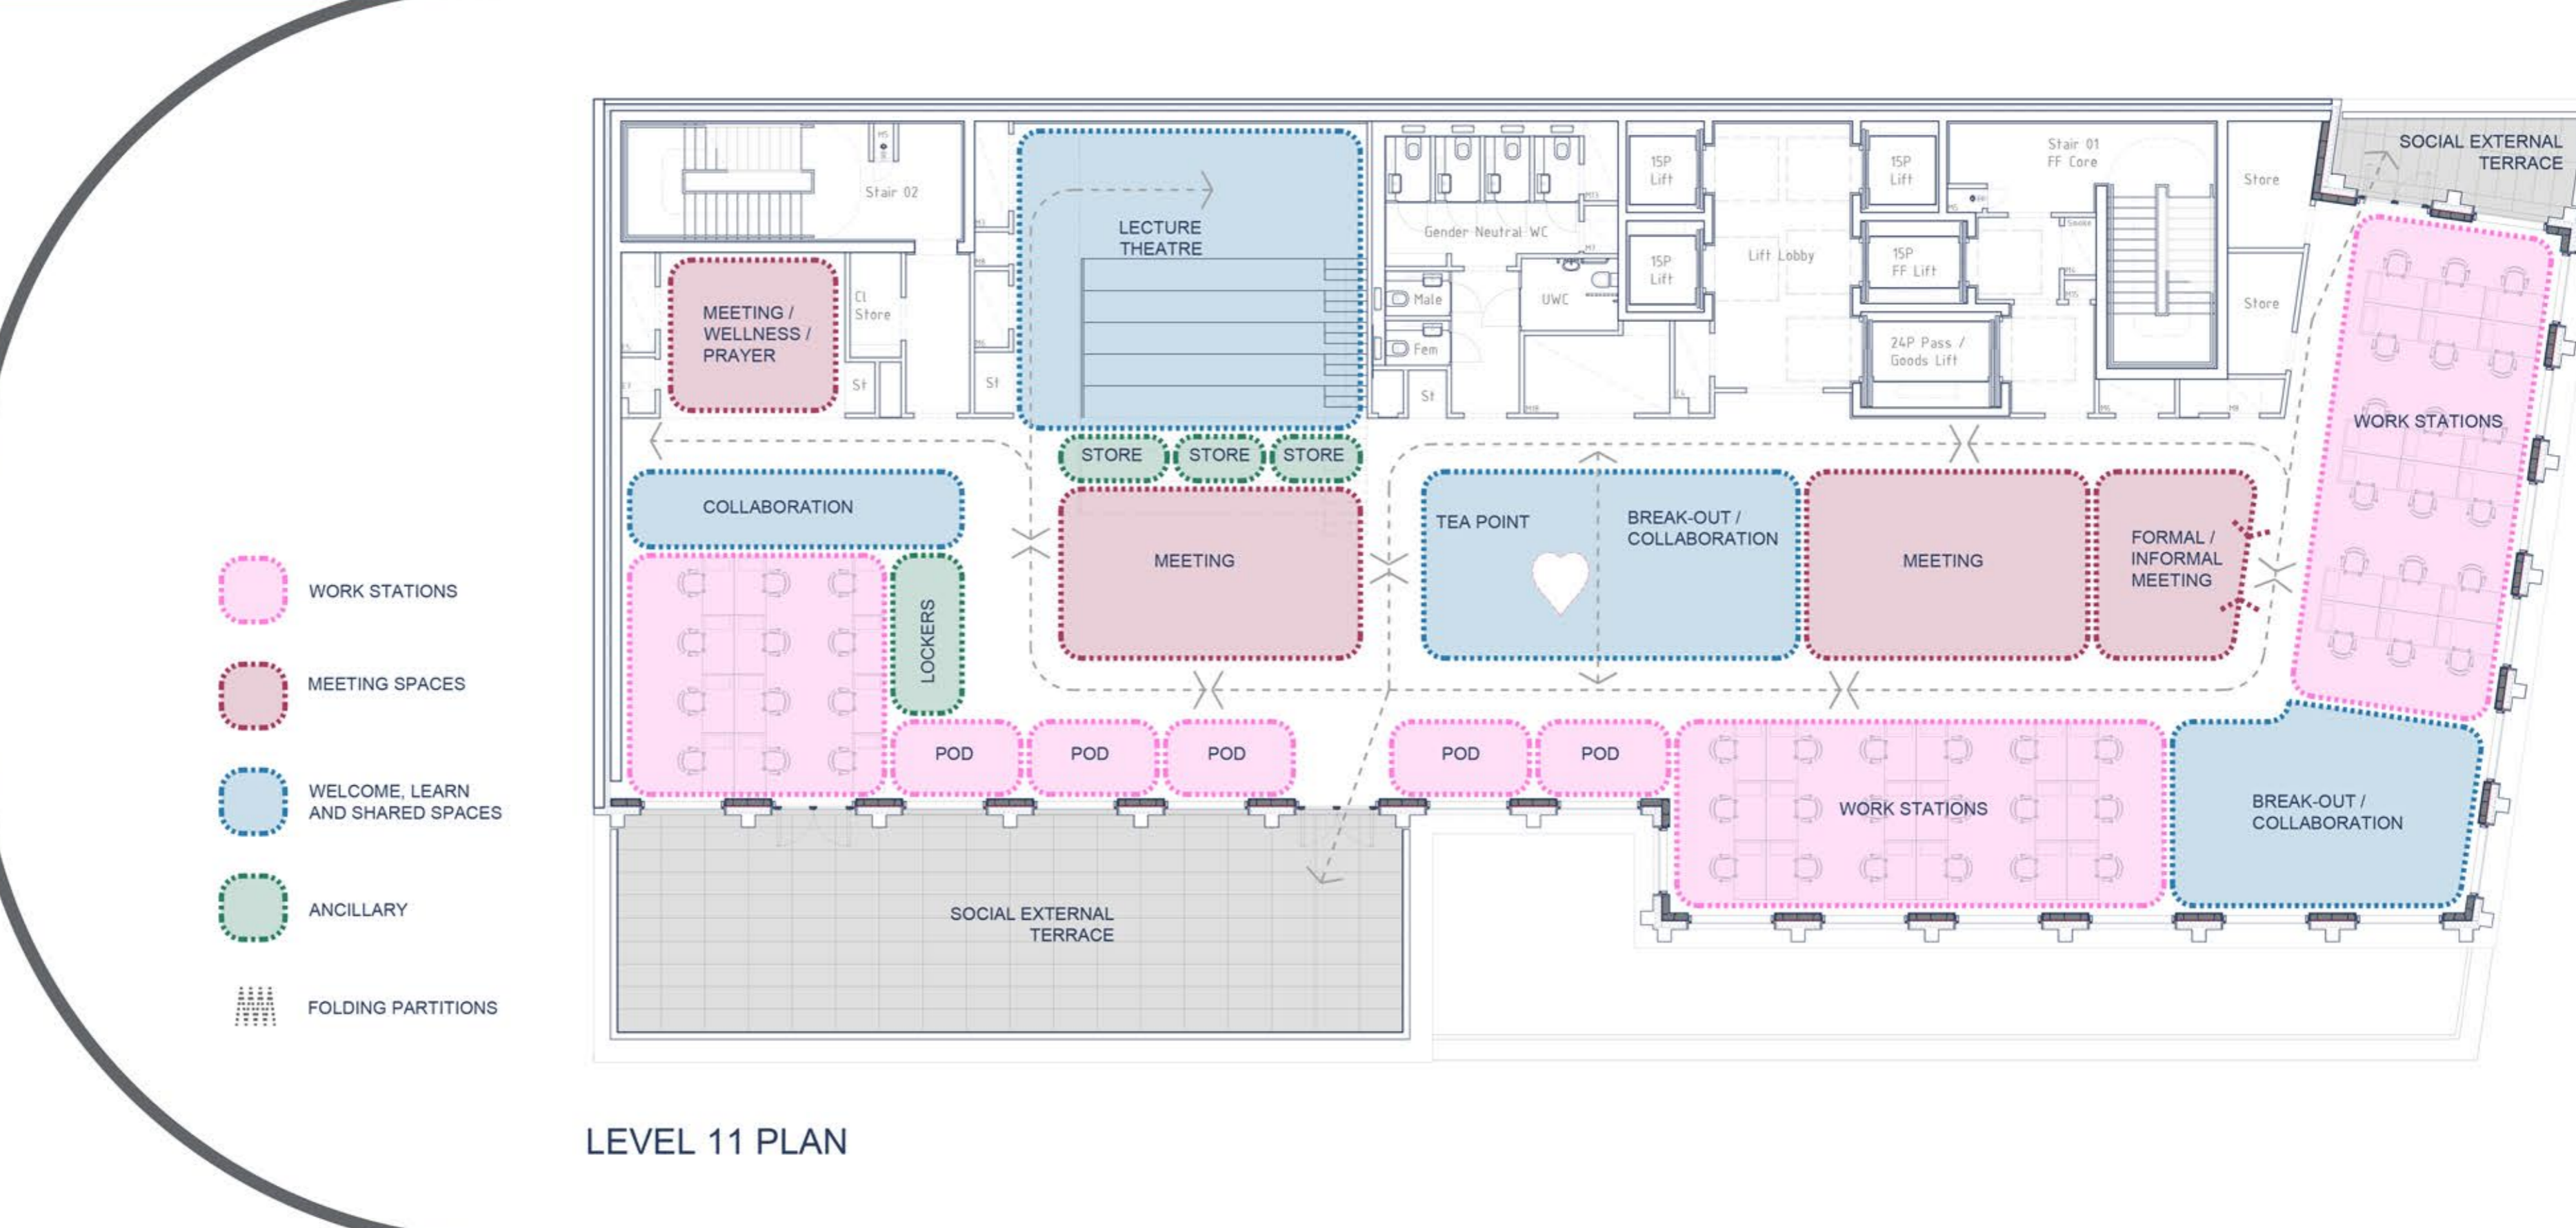 WORK STATIONS
MEETING SPACES
WELCOME, LEARN
AND SHARED SPACES
ANCILLARY
FOLDING PARTITIONS
Stair 02
LECTURE
THEATRE
MEETING /
WELLNESS /
PRAYER
Cl
Store
St
St
Gender Neutral WC
Male
Fem
UWC
St
15P
Lift
15P
Lift
Lift Lobby
15P
Lift
15P
FF Lift
24P Pass /
Goods Lift
Stair 01
FF Core
Store
Store
SOCIAL EXTERNAL
TERRACE
WORK STATIONS
STORE
STORE
STORE
COLLABORATION
LOCKERS
MEETING
TEA POINT
BREAK-OUT /
COLLABORATION
MEETING
FORMAL /
INFORMAL
MEETING
POD
POD
POD
POD
POD
WORK STATIONS
BREAK-OUT /
COLLABORATION
SOCIAL EXTERNAL
TERRACE
LEVEL 11 PLAN